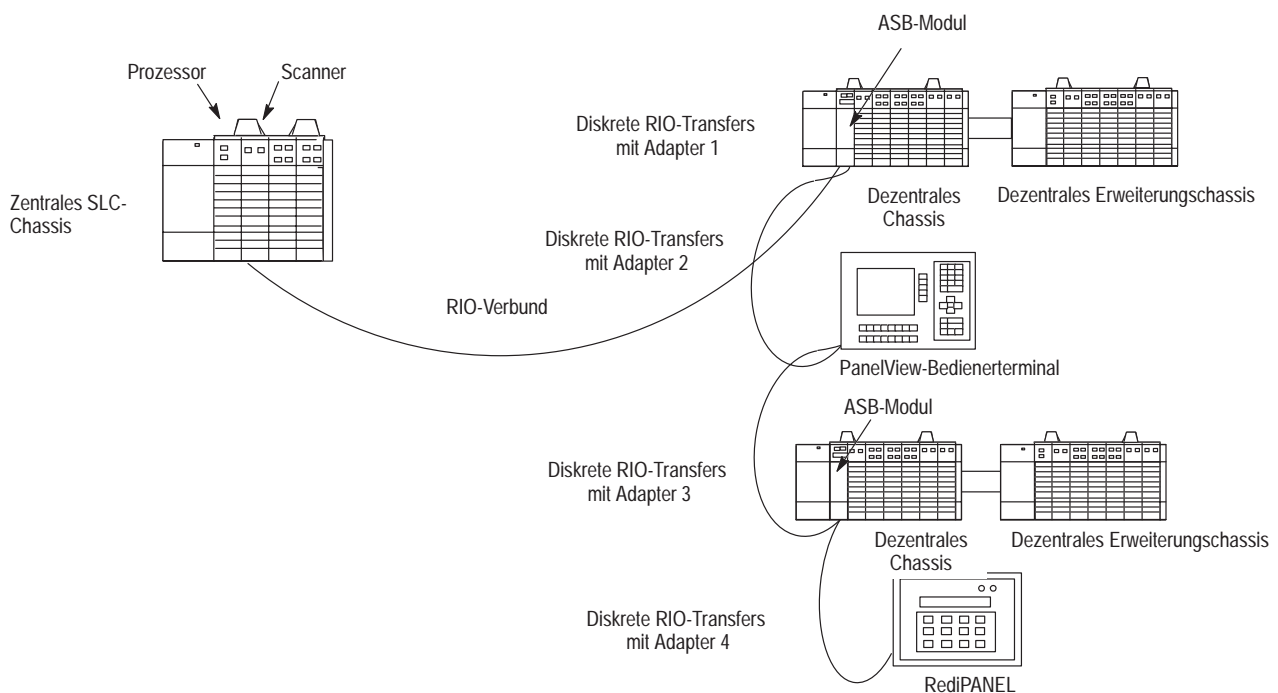 ASB-Modul
Prozessor
Scanner
Diskrete RIO-Transfers
mit Adapter 1
Zentrales SLC-
Chassis
Dezentrales
Chassis
Dezentrales Erweiterungschassis
Diskrete RIO-Transfers
mit Adapter 2
RIO-Verbund
PanelView-Bedienerterminal
ASB-Modul
Diskrete RIO-Transfers
mit Adapter 3
Dezentrales
Chassis
Dezentrales Erweiterungschassis
Diskrete RIO-Transfers
mit Adapter 4
RediPANEL